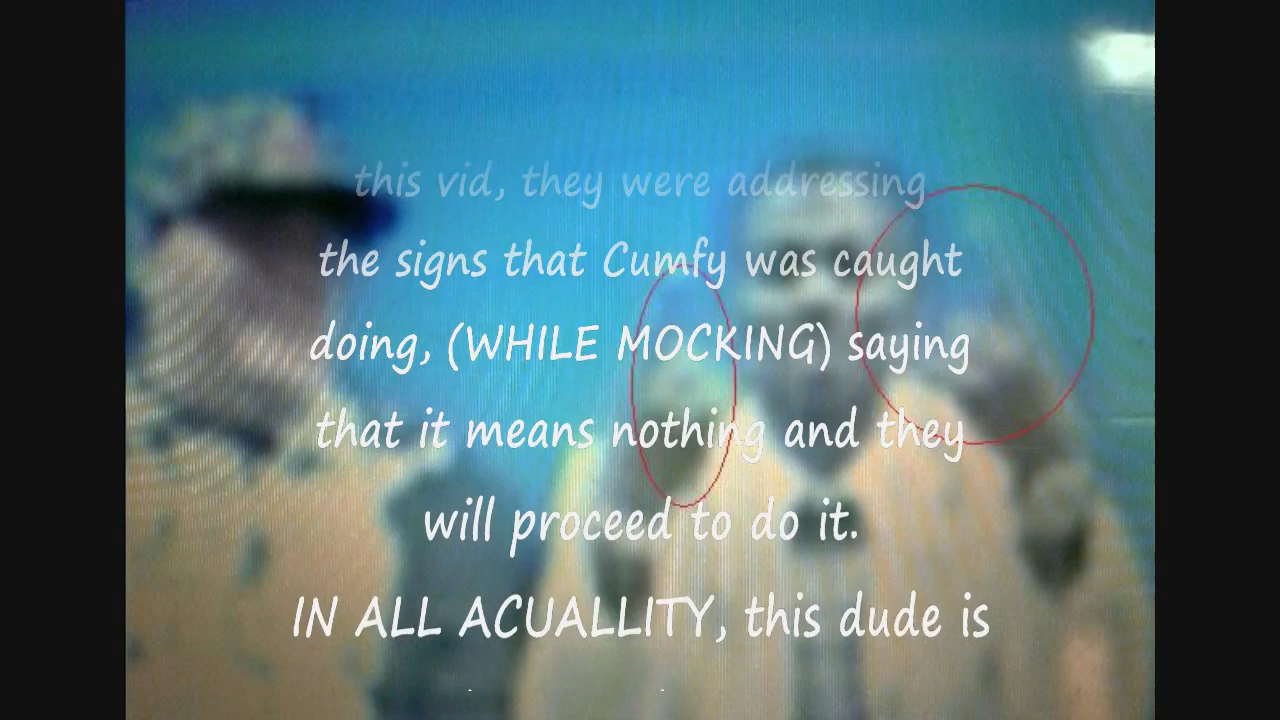 this vid, they were addressing
the signs that Cumfy was caught
doing, (WHILE MOCKING) saying
that it means nothing and they
will proceed to do it.
IN ALL ACUALLITY, this dude is